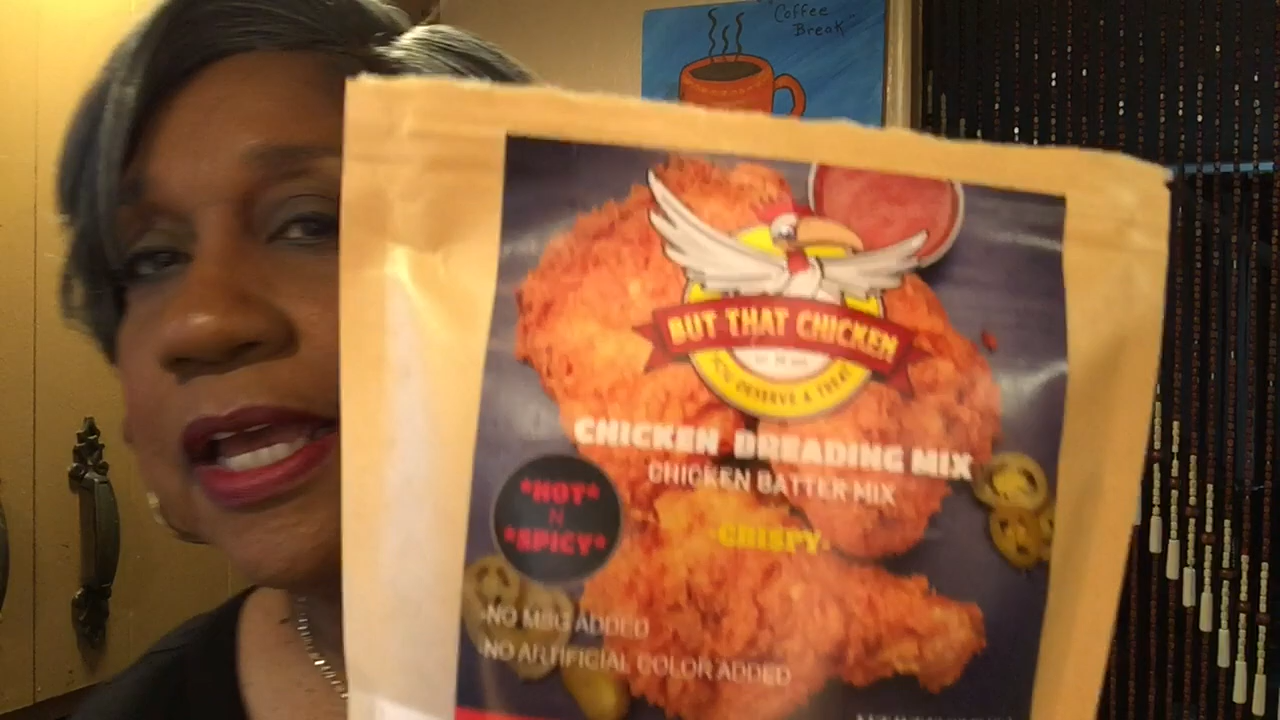 "Coffee
Break"
BUT THAT CHICKEN
YOU DESERVE A TREAT
CHICKEN BREADING MIX
CHICKEN BATTER MIX
*HOT*
N
*SPICY*
-CRISPY-
-NO MSG ADDED
-NO ARTIFICIAL COLOR ADDED